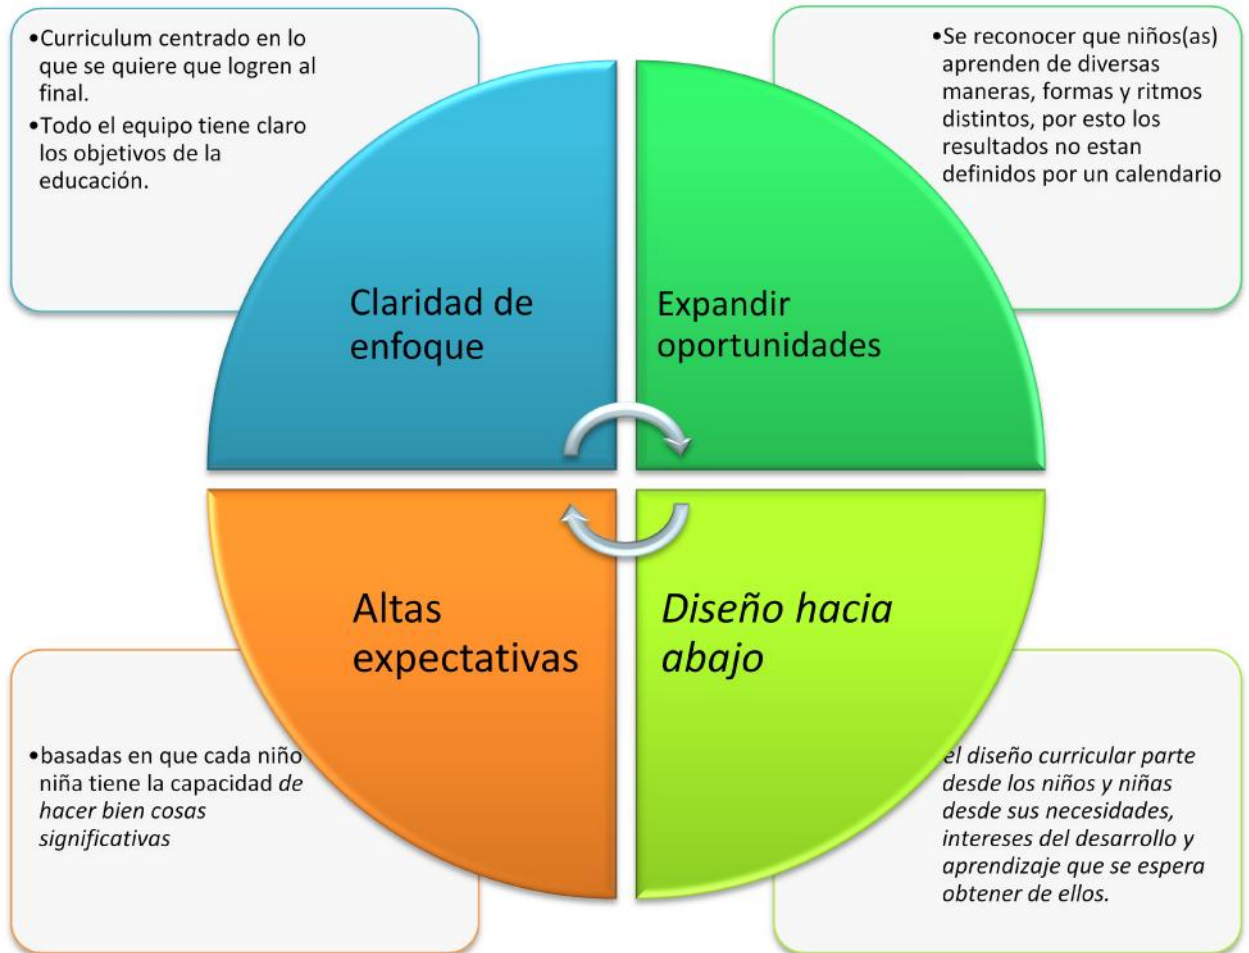 •Curriculum centrado en lo
que se quiere que logren al
final.
•Todo el equipo tiene claro
los objetivos de la
educación.
•Se reconocer que niños(as)
aprenden de diversas
maneras, formas y ritmos
distintos, por esto los
resultados no estan
definidos por un calendario
Claridad de
enfoque
Expandir
oportunidades
Altas
expectativas
Diseño hacia
abajo
•basadas en que cada niño
niña tiene la capacidad de
hacer bien cosas
significativas
el diseño curricular parte
desde los niños y niñas
desde sus necesidades,
intereses del desarrollo y
aprendizaje que se espera
obtener de ellos.